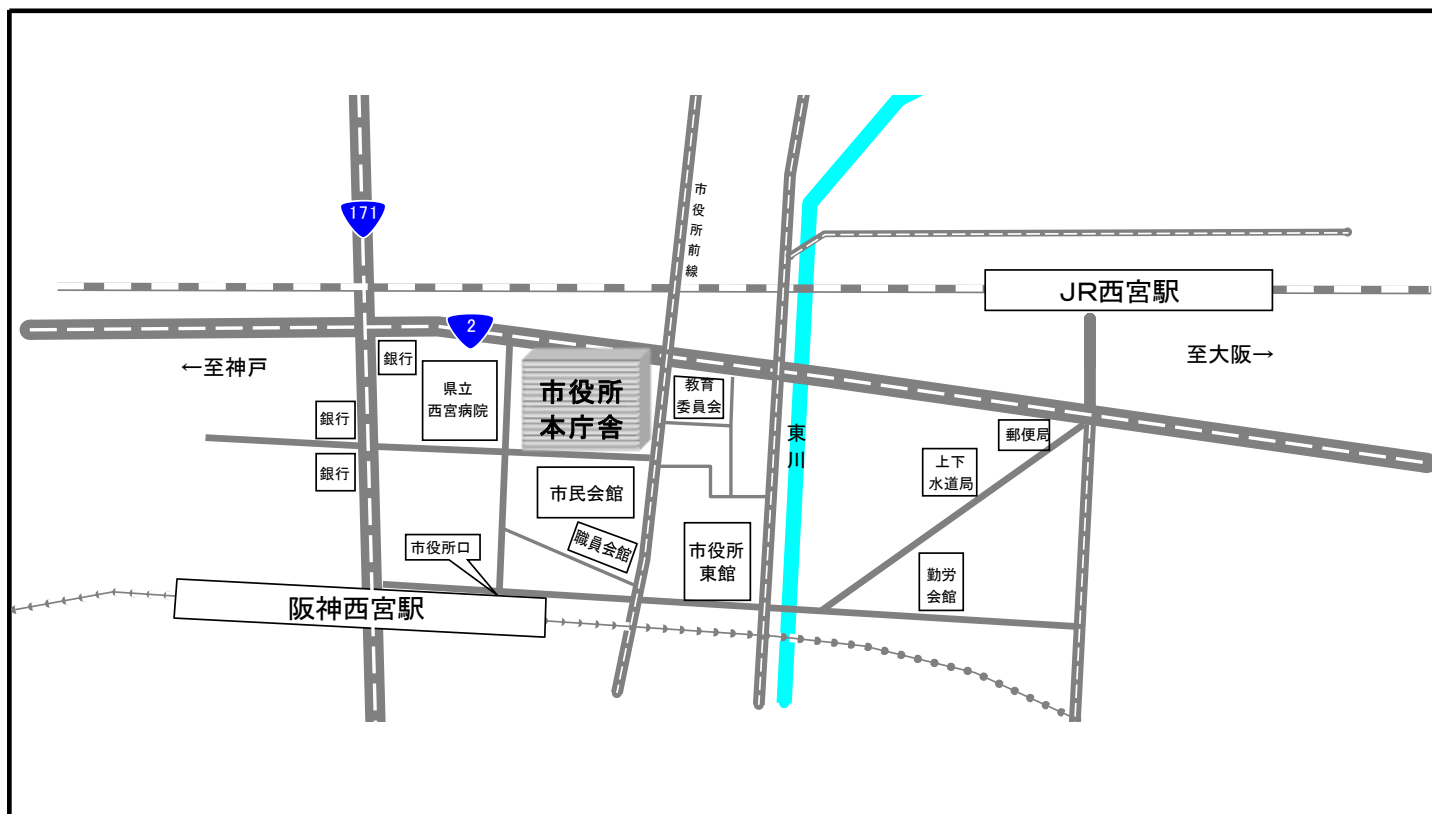 171
市役所前線
JR西宮駅
2
←至神戸
至大阪→
銀行
県立
西宮病院
市役所
本庁舎
教育
委員会
銀行
東川
郵便局
銀行
上下
水道局
市民会館
職員会館
市役所口
市役所
東館
勤労
会館
阪神西宮駅